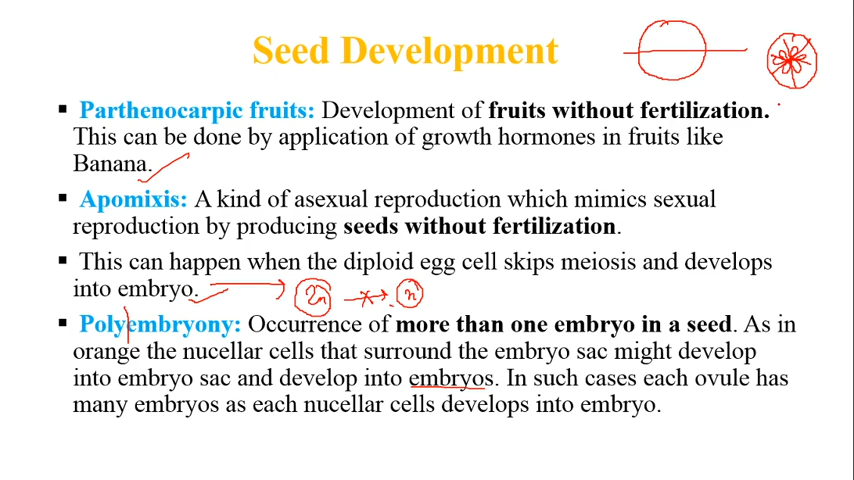 Seed Development
▪ Parthenocarpic fruits: Development of fruits without fertilization.
This can be done by application of growth hormones in fruits like
Banana.
▪ Apomixis: A kind of asexual reproduction which mimics sexual
reproduction by producing seeds without fertilization.
▪ This can happen when the diploid egg cell skips meiosis and develops
into embryo.
2n n
▪ Polyembryony: Occurrence of more than one embryo in a seed. As in
orange the nucellar cells that surround the embryo sac might develop
into embryo sac and develop into embryos. In such cases each ovule has
many embryos as each nucellar cells develops into embryo.